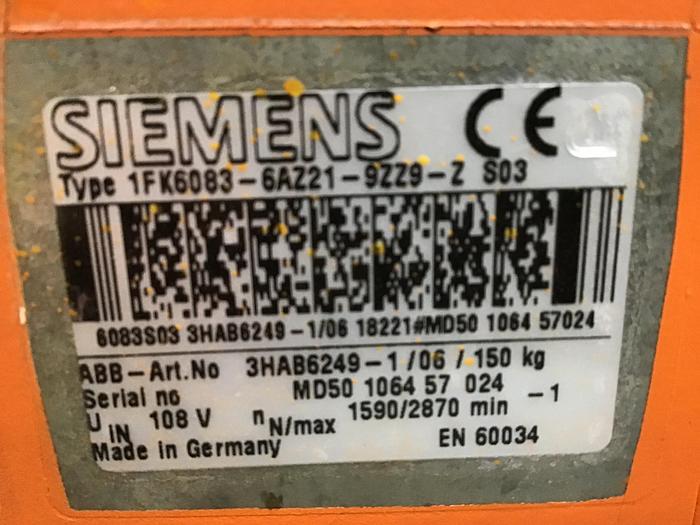 SIEMENS CE
Type 1FK6083-6AZ21-9ZZ9-Z S03
6083S03 3HAB6249-1/06 18221#MD50 1064 57024
ABB-Art.No 3HAB6249-1/06/150 kg
Serial no MD50 1064 57 024
U IN 108 V n N/max 1590/2870 min -1
Made in Germany EN 60034